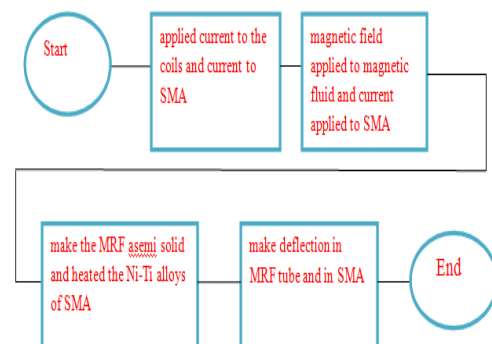 Start
applied current to the
coils and current to
SMA
magnetic field
applied to magnetic
fluid and current
applied to SMA
make the MRF asemi solid
and heated the Ni-Ti alloys
of SMA
make deflection in
MRF tube and in SMA
End